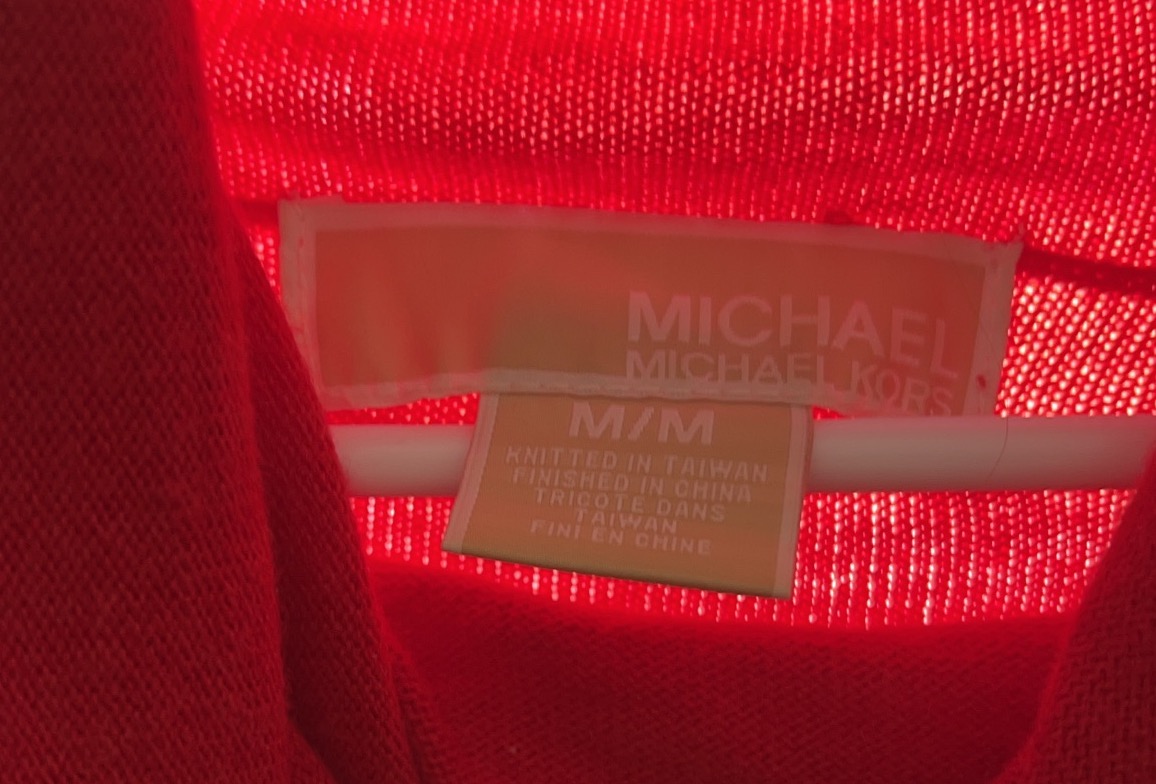 MICHAEL
MICHAEL KORS
M/M
KNITTED IN TAIWAN
FINISHED IN CHINA
TRICOTE DANS
TAIWAN
FINI EN CHINE